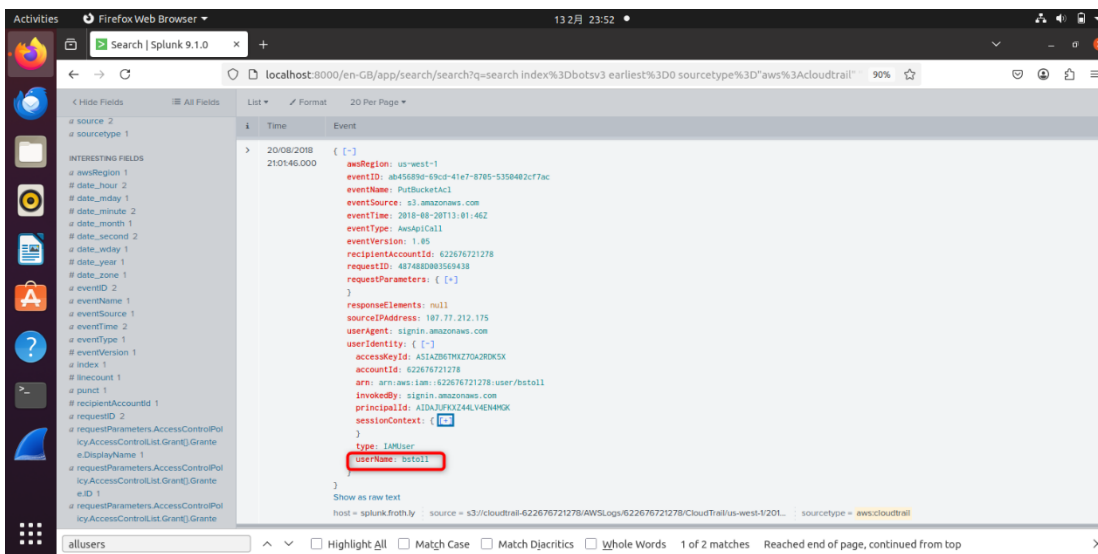 Activities Firefox Web Browser 13 2月 23:52
Search | Splunk 9.1.0
localhost:8000/en-GB/app/search/search?q=search index%3Dbotsv3 earliest%3D0 sourcetype%3D"aws%3Acloudtrail" 90%
< Hide Fields All Fields List Format 20 Per Page
i Time Event
a source 2
a sourcetype 1
INTERESTING FIELDS
a awsRegion 1
# date_hour 2
# date_mday 1
# date_minute 2
a date_month 1
# date_second 2
a date_wday 1
# date_year 1
# date_zone 1
a eventID 2
a eventName 1
a eventSource 1
a eventTime 2
a eventType 1
# eventVersion 1
a index 1
# linecount 1
a punct 1
# recipientAccountId 1
a requestID 2
a requestParameters.AccessControlPol
icy.AccessControlList.Grant{}.Grante
e.DisplayName 1
a requestParameters.AccessControlPol
icy.AccessControlList.Grant{}.Grante
e.ID 1
a requestParameters.AccessControlPol
icy.AccessControlList.Grant{}.Grante
> 20/08/2018
21:01:46.000
{ [-]
awsRegion: us-west-1
eventID: ab45689d-69cd-41e7-8705-5350402cf7ac
eventName: PutBucketAcl
eventSource: s3.amazonaws.com
eventTime: 2018-08-20T13:01:46Z
eventType: AwsApiCall
eventVersion: 1.05
recipientAccountId: 622676721278
requestID: 487488D003569438
requestParameters: { [+]
}
responseElements: null
sourceIPAddress: 107.77.212.175
userAgent: signin.amazonaws.com
userIdentity: { [-]
accessKeyId: ASIAZB6TMXZ7OA2RDKSX
accountId: 622676721278
arn: arn:aws:iam::622676721278:user/bstoll
invokedBy: signin.amazonaws.com
principalId: AIDAJUFKXZ44LV4EN4MGK
sessionContext: { [+]
}
type: IAMUser
userName: bstoll
}
}
Show as raw text
host = splunk.froth.ly source = s3://cloudtrail-622676721278/AWSLogs/622676721278/CloudTrail/us-west-1/201... sourcetype = aws:cloudtrail
allusers Highlight All Match Case Match Diacritics Whole Words 1 of 2 matches Reached end of page, continued from top